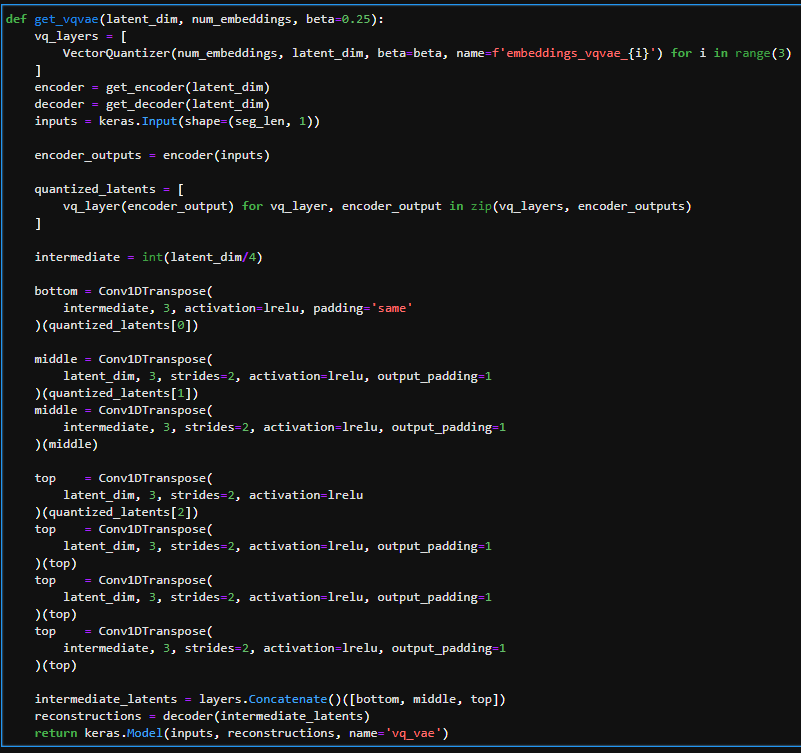 def get_vqvae(latent_dim, num_embeddings, beta=0.25):
    vq_layers = [
        VectorQuantizer(num_embeddings, latent_dim, beta=beta, name=f'embeddings_vqvae_{i}') for i in range(3)
    ]
    encoder = get_encoder(latent_dim)
    decoder = get_decoder(latent_dim)
    inputs = keras.Input(shape=(seg_len, 1))

    encoder_outputs = encoder(inputs)

    quantized_latents = [
        vq_layer(encoder_output) for vq_layer, encoder_output in zip(vq_layers, encoder_outputs)
    ]

    intermediate = int(latent_dim/4)

    bottom = Conv1DTranspose(
        intermediate, 3, activation=lrelu, padding='same'
    )(quantized_latents[0])

    middle = Conv1DTranspose(
        latent_dim, 3, strides=2, activation=lrelu, output_padding=1
    )(quantized_latents[1])
    middle = Conv1DTranspose(
        intermediate, 3, strides=2, activation=lrelu, output_padding=1
    )(middle)

    top    = Conv1DTranspose(
        latent_dim, 3, strides=2, activation=lrelu
    )(quantized_latents[2])
    top    = Conv1DTranspose(
        latent_dim, 3, strides=2, activation=lrelu, output_padding=1
    )(top)
    top    = Conv1DTranspose(
        latent_dim, 3, strides=2, activation=lrelu, output_padding=1
    )(top)
    top    = Conv1DTranspose(
        intermediate, 3, strides=2, activation=lrelu, output_padding=1
    )(top)

    intermediate_latents = layers.Concatenate()([bottom, middle, top])
    reconstructions = decoder(intermediate_latents)
    return keras.Model(inputs, reconstructions, name='vq_vae')